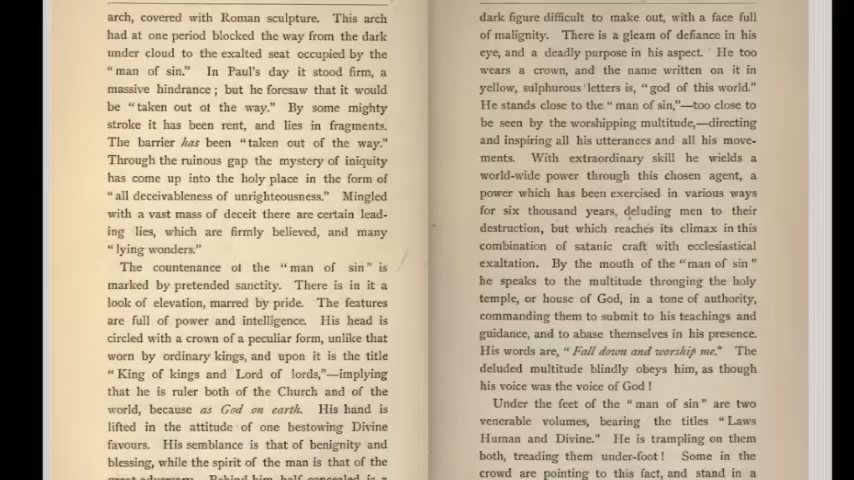 arch, covered with Roman sculpture. This arch
had at one period blocked the way from the dark
under cloud to the exalted seat occupied by the
"man of sin." In Paul's day it stood firm, a
massive hindrance; but he foresaw that it would
be "taken out of the way." By some mighty
stroke it has been rent, and lies in fragments.
The barrier has been "taken out of the way."
Through the ruinous gap the mystery of iniquity
has come up into the holy place in the form of
"all deceivableness of unrighteousness." Mingled
with a vast mass of deceit there are certain lead-
ing lies, which are firmly believed, and many
"lying wonders."
The countenance of the "man of sin" is
marked by pretended sanctity. There is in it a
look of elevation, marred by pride. The features
are full of power and intelligence. His head is
circled with a crown of a peculiar form, unlike that
worn by ordinary kings, and upon it is the title
"King of kings and Lord of lords,"—implying
that he is ruler both of the Church and of the
world, because as God on earth. His hand is
lifted in the attitude of one bestowing Divine
favours. His semblance is that of benignity and
blessing, while the spirit of the man is that of the
great adversary. Behind him, half concealed is a
dark figure difficult to make out, with a face full
of malignity. There is a gleam of defiance in his
eye, and a deadly purpose in his aspect. He too
wears a crown, and the name written on it in
yellow, sulphurous letters is, "god of this world."
He stands close to the "man of sin,"—too close to
be seen by the worshipping multitude,—directing
and inspiring all his utterances and all his move-
ments. With extraordinary skill he wields a
world-wide power through this chosen agent, a
power which has been exercised in various ways
for six thousand years, deluding men to their
destruction, but which reaches its climax in this
combination of satanic craft with ecclesiastical
exaltation. By the mouth of the "man of sin"
he speaks to the multitude thronging the holy
temple, or house of God, in a tone of authority,
commanding them to submit to his teachings and
guidance, and to abase themselves in his presence.
His words are, "Fall down and worship me." The
deluded multitude blindly obeys him, as though
his voice was the voice of God!
Under the feet of the "man of sin" are two
venerable volumes, bearing the titles "Laws
Human and Divine." He is trampling on them
both, treading them under-foot! Some in the
crowd are pointing to this fact, and stand in a